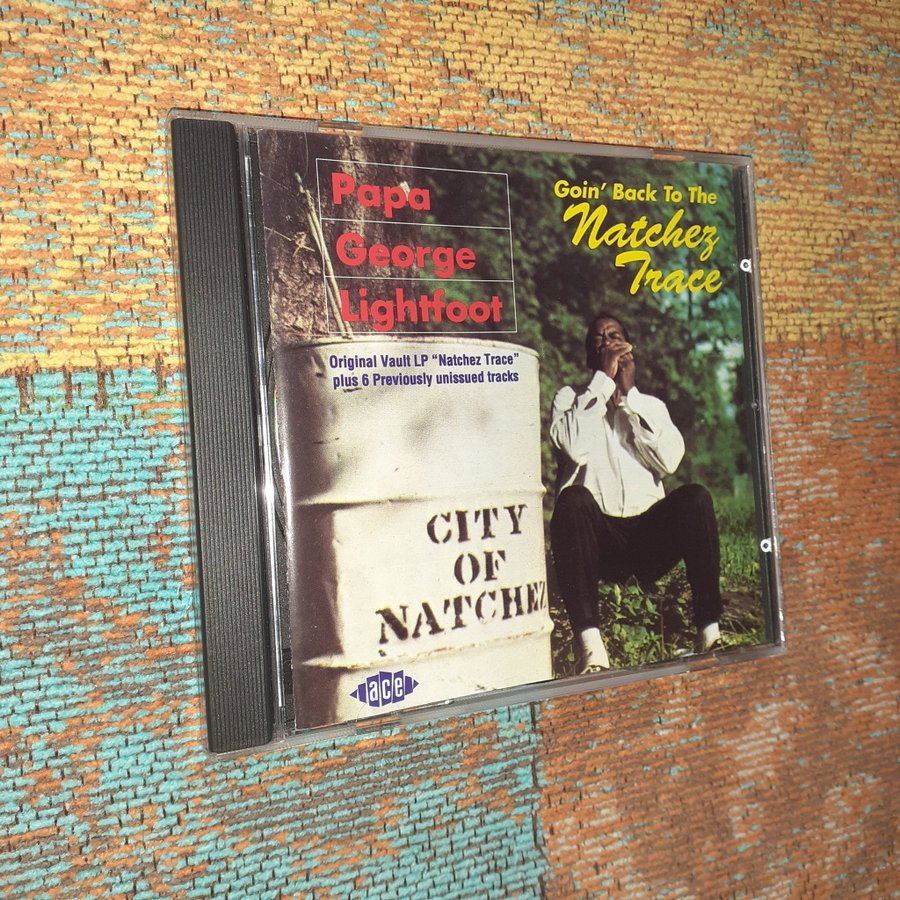 Papa
George
Lightfoot
Goin' Back To The
Natchez
Trace
Original Vault LP "Natchez Trace"
plus 6 Previously unissued tracks
CITY
OF
NATCHEZ
ace